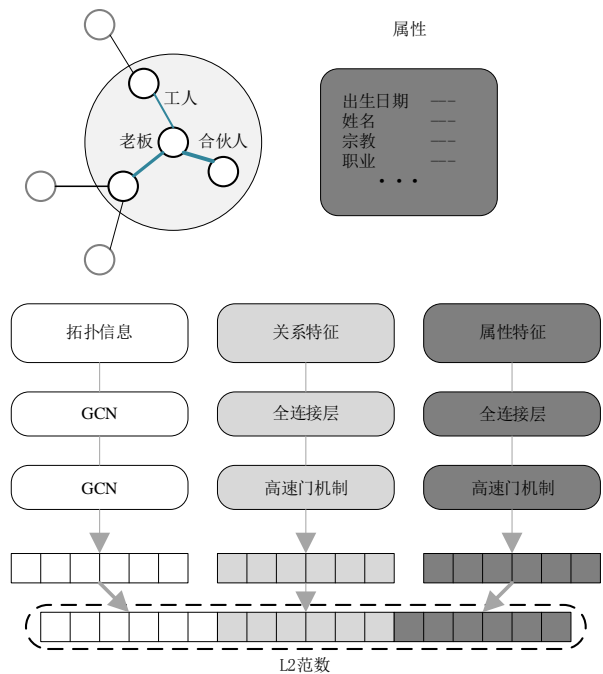 属性
工人
老板
合伙人
出生日期 ——
姓名 ——
宗教 ——
职业 ——
...
拓扑信息
关系特征
属性特征
GCN
全连接层
全连接层
GCN
高速门机制
高速门机制
L2范数